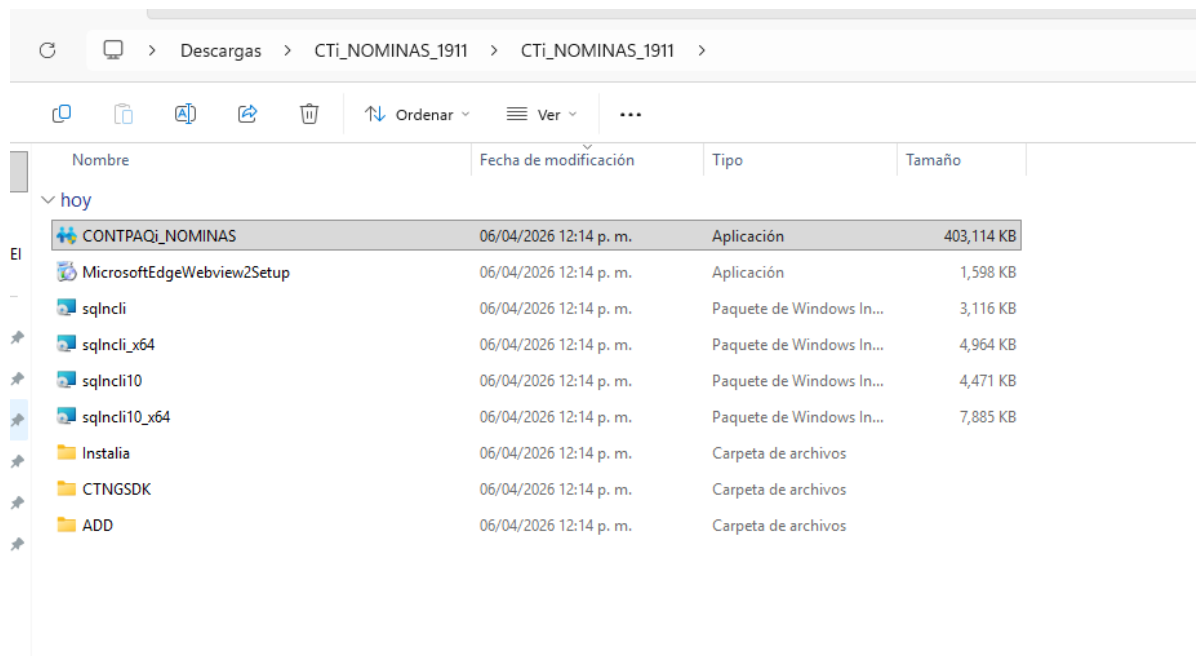 Descargas > CTi_NOMINAS_1911 > CTi_NOMINAS_1911 >
Ordenar Ver ...
Nombre Fecha de modificación Tipo Tamaño
hoy
CONTPAQi_NOMINAS 06/04/2026 12:14 p. m. Aplicación 403,114 KB
El
MicrosoftEdgeWebview2Setup 06/04/2026 12:14 p. m. Aplicación 1,598 KB
sqlncli 06/04/2026 12:14 p. m. Paquete de Windows In... 3,116 KB
sqlncli_x64 06/04/2026 12:14 p. m. Paquete de Windows In... 4,964 KB
sqlncli10 06/04/2026 12:14 p. m. Paquete de Windows In... 4,471 KB
sqlncli10_x64 06/04/2026 12:14 p. m. Paquete de Windows In... 7,885 KB
Instalia 06/04/2026 12:14 p. m. Carpeta de archivos
CTNGSDK 06/04/2026 12:14 p. m. Carpeta de archivos
ADD 06/04/2026 12:14 p. m. Carpeta de archivos